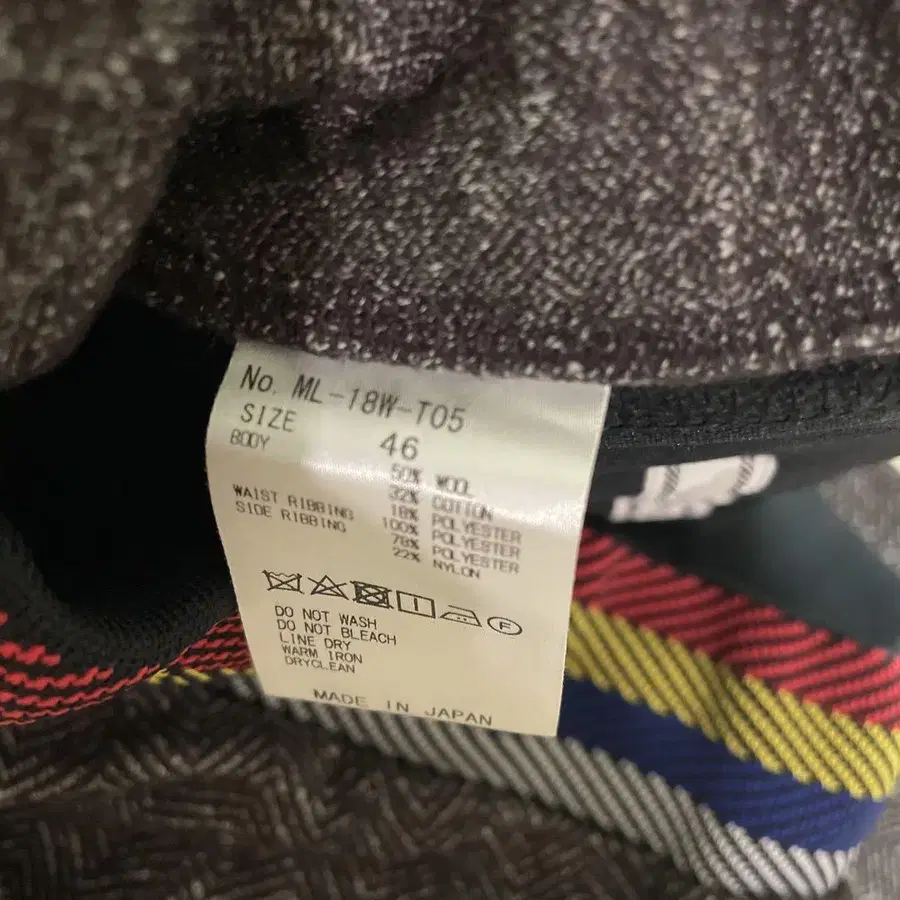 No. ML-18W-T05
SIZE 46
BODY 50% WOOL
32% COTTON
18% POLYESTER
WAIST RIBBING 100% POLYESTER
SIDE RIBBING 78% POLYESTER
22% NYLON
F
DO NOT WASH
DO NOT BLEACH
LINE DRY
WARM IRON
DRYCLEAN
MADE IN JAPAN